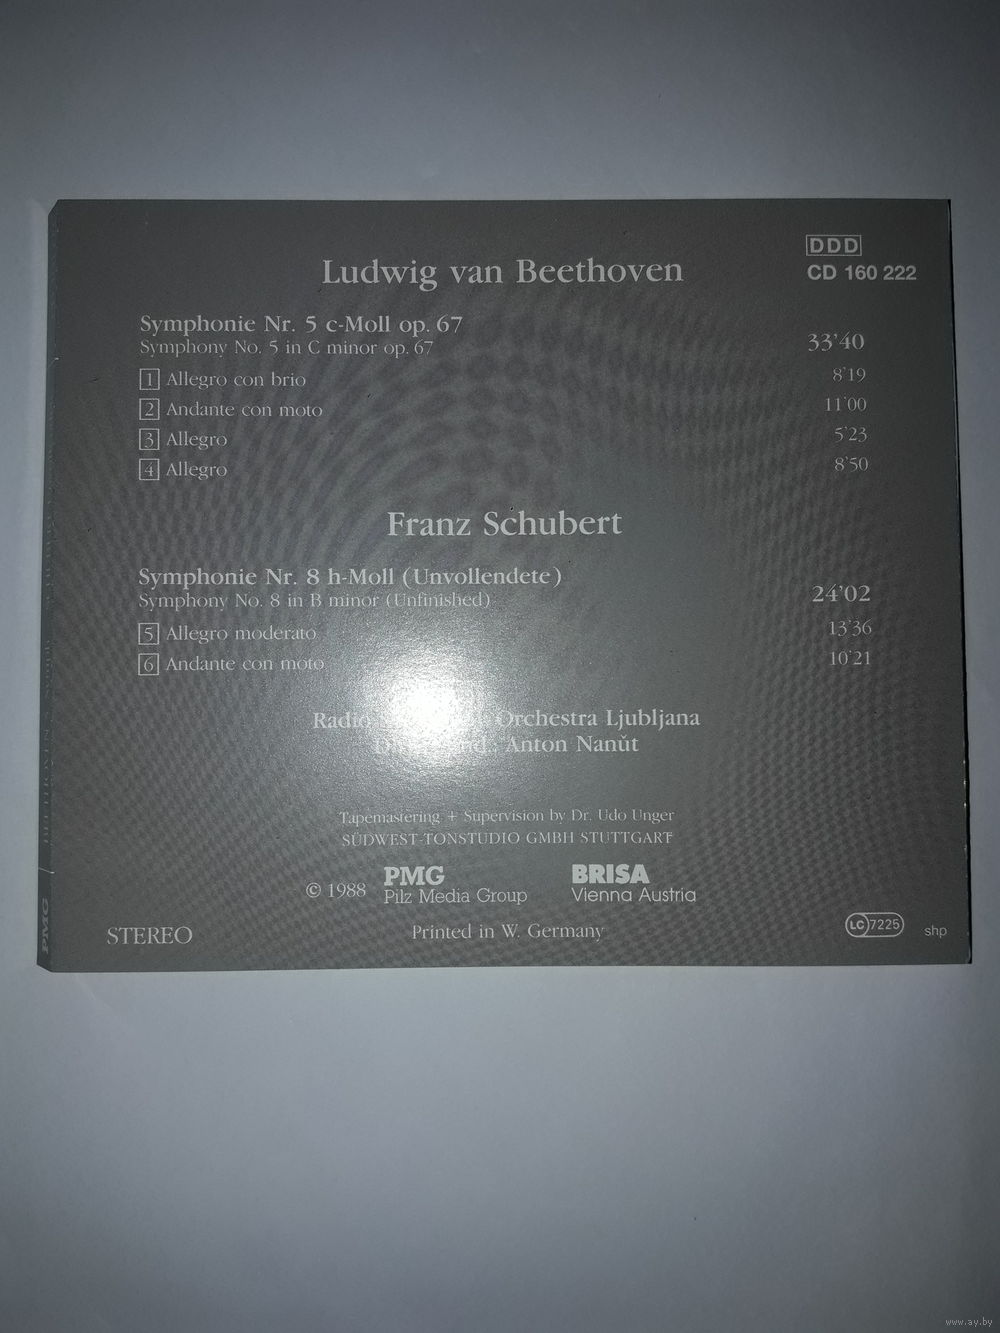 DDD
CD 160 222
Ludwig van Beethoven
Symphonie Nr. 5 c-Moll op. 67
Symphony No. 5 in C minor op. 67 33'40
1 Allegro con brio 8'19
2 Andante con moto 11'00
3 Allegro 5'23
4 Allegro 8'50
Franz Schubert
Symphonie Nr. 8 h-Moll (Unvollendete)
Symphony No. 8 in B minor (Unfinished) 24'02
5 Allegro moderato 13'36
6 Andante con moto 10'21
Radio Orchestra Ljubljana
Anton Nanŭt
Tapemastering + Supervision by Dr. Udo Unger
SÜDWEST-TONSTUDIO GMBH STUTTGART
© 1988 PMG BRISA
Pilz Media Group Vienna Austria
STEREO Printed in W. Germany LC 7225 shp
PMG
www.ay.by